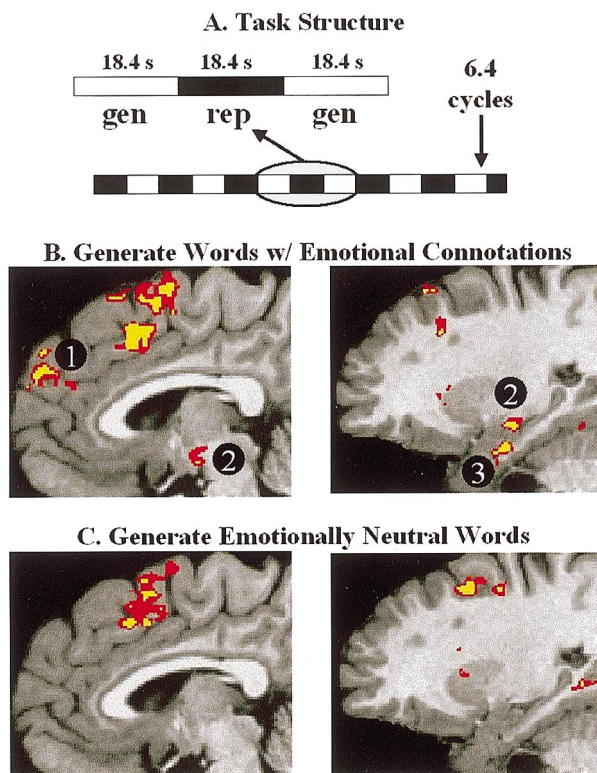 A. Task Structure
18.4 s 18.4 s 18.4 s
gen rep gen
6.4
cycles
B. Generate Words w/ Emotional Connotations
1
2
2
3
C. Generate Emotionally Neutral Words